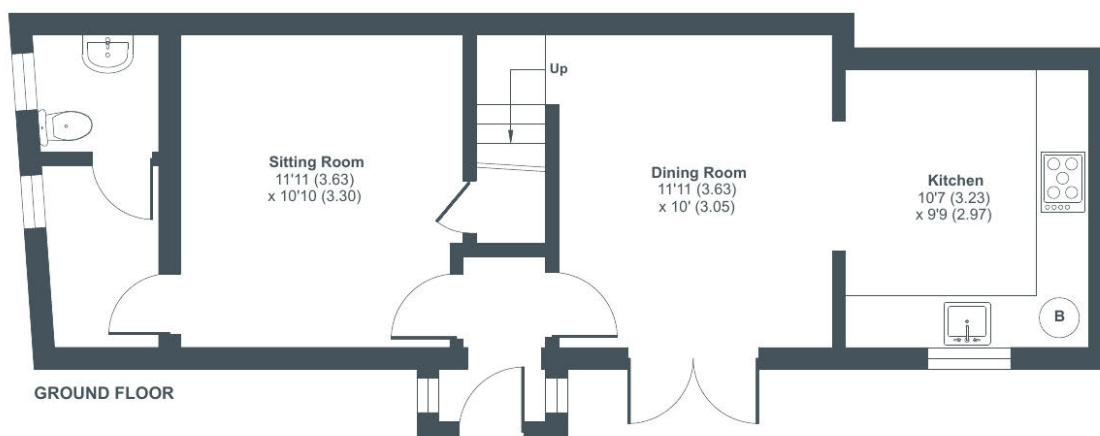 Up
Sitting Room
11'11 (3.63)
x 10'10 (3.30)
Dining Room
11'11 (3.63)
x 10' (3.05)
Kitchen
10'7 (3.23)
x 9'9 (2.97)
B
GROUND FLOOR